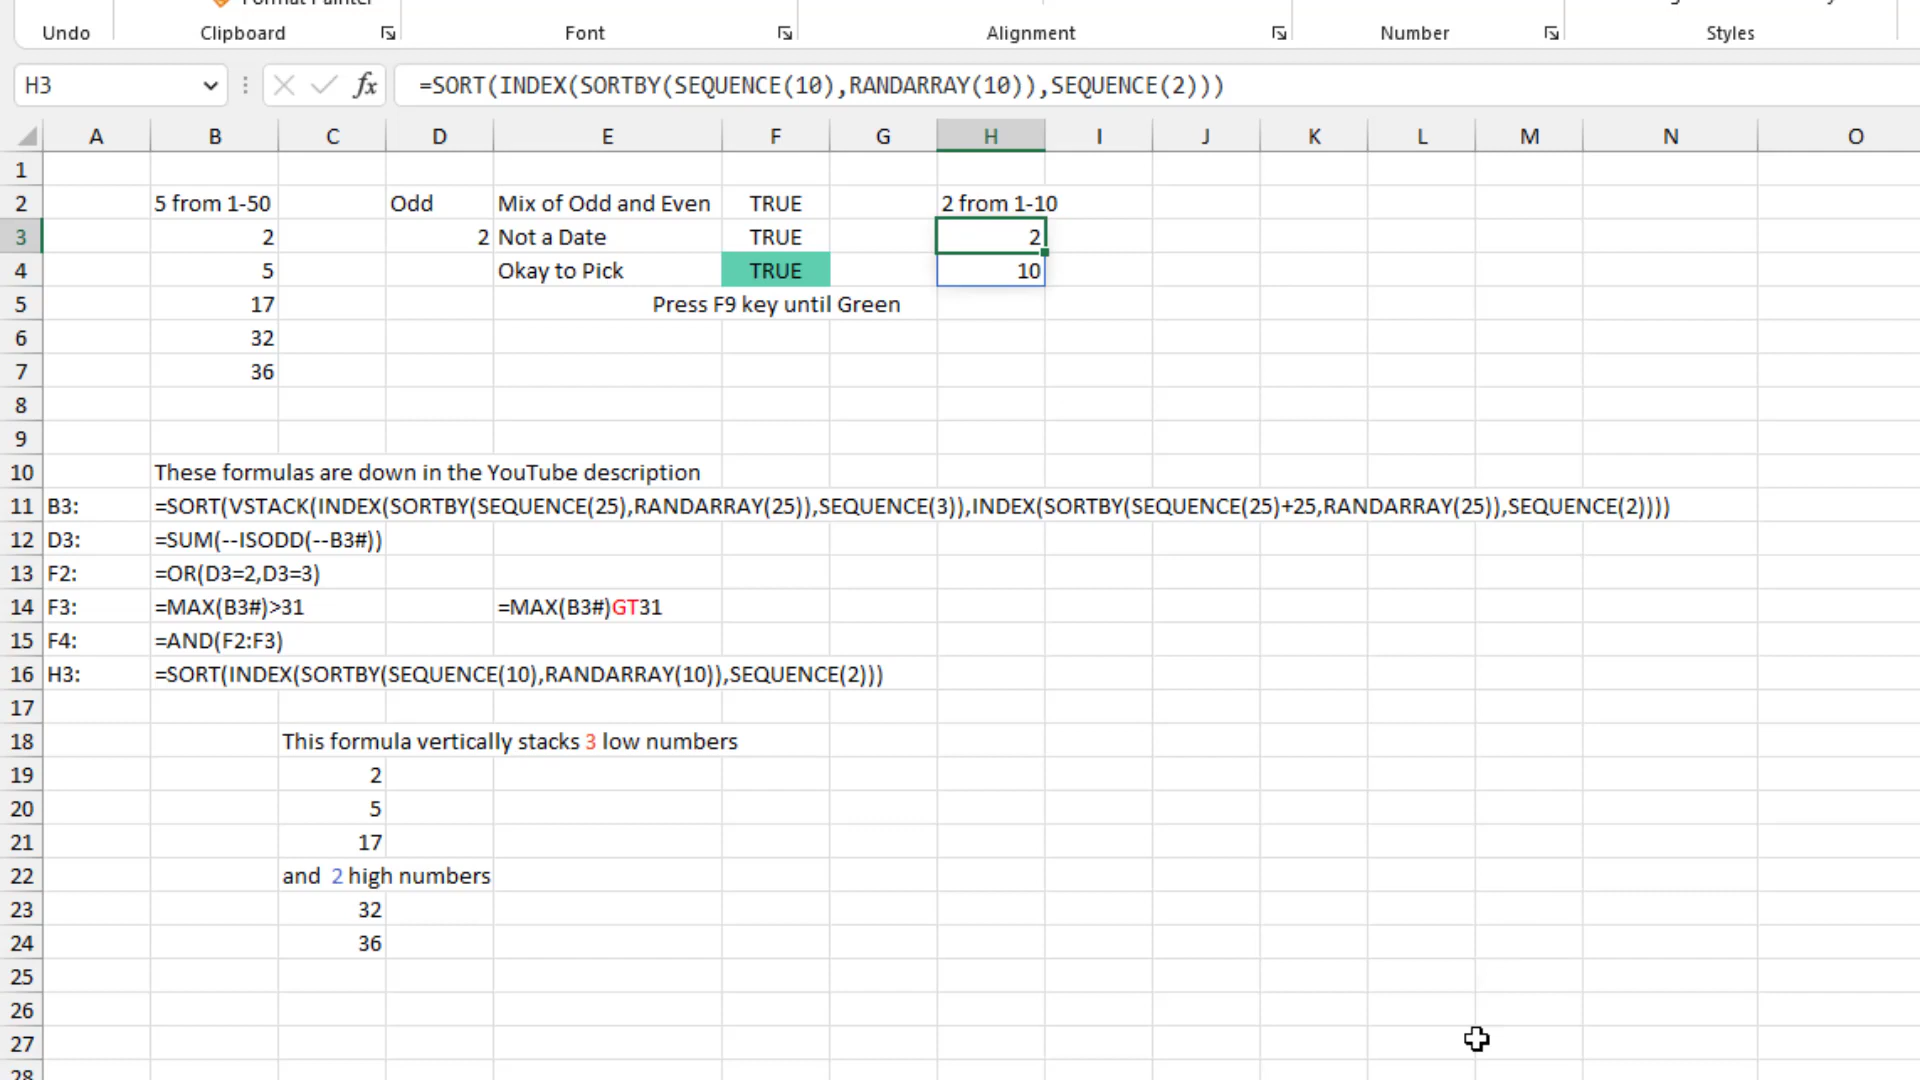 Undo Clipboard Font Alignment Number Styles
H3 fx =SORT(INDEX(SORTBY(SEQUENCE(10),RANDARRAY(10)),SEQUENCE(2)))
A B C D E F G H I J K L M N O
1
2 5 from 1-50 Odd Mix of Odd and Even TRUE 2 from 1-10
3 2 2 Not a Date TRUE 2
4 5 Okay to Pick TRUE 10
5 17 Press F9 key until Green
6 32
7 36
8
9
10 These formulas are down in the YouTube description
11 B3: =SORT(VSTACK(INDEX(SORTBY(SEQUENCE(25),RANDARRAY(25)),SEQUENCE(3)),INDEX(SORTBY(SEQUENCE(25)+25,RANDARRAY(25)),SEQUENCE(2))))
12 D3: =SUM(--ISODD(--B3#))
13 F2: =OR(D3=2,D3=3)
14 F3: =MAX(B3#)>31 =MAX(B3#)GT31
15 F4: =AND(F2:F3)
16 H3: =SORT(INDEX(SORTBY(SEQUENCE(10),RANDARRAY(10)),SEQUENCE(2)))
17
18 This formula vertically stacks 3 low numbers
19 2
20 5
21 17
22 and 2 high numbers
23 32
24 36
25
26
27
28